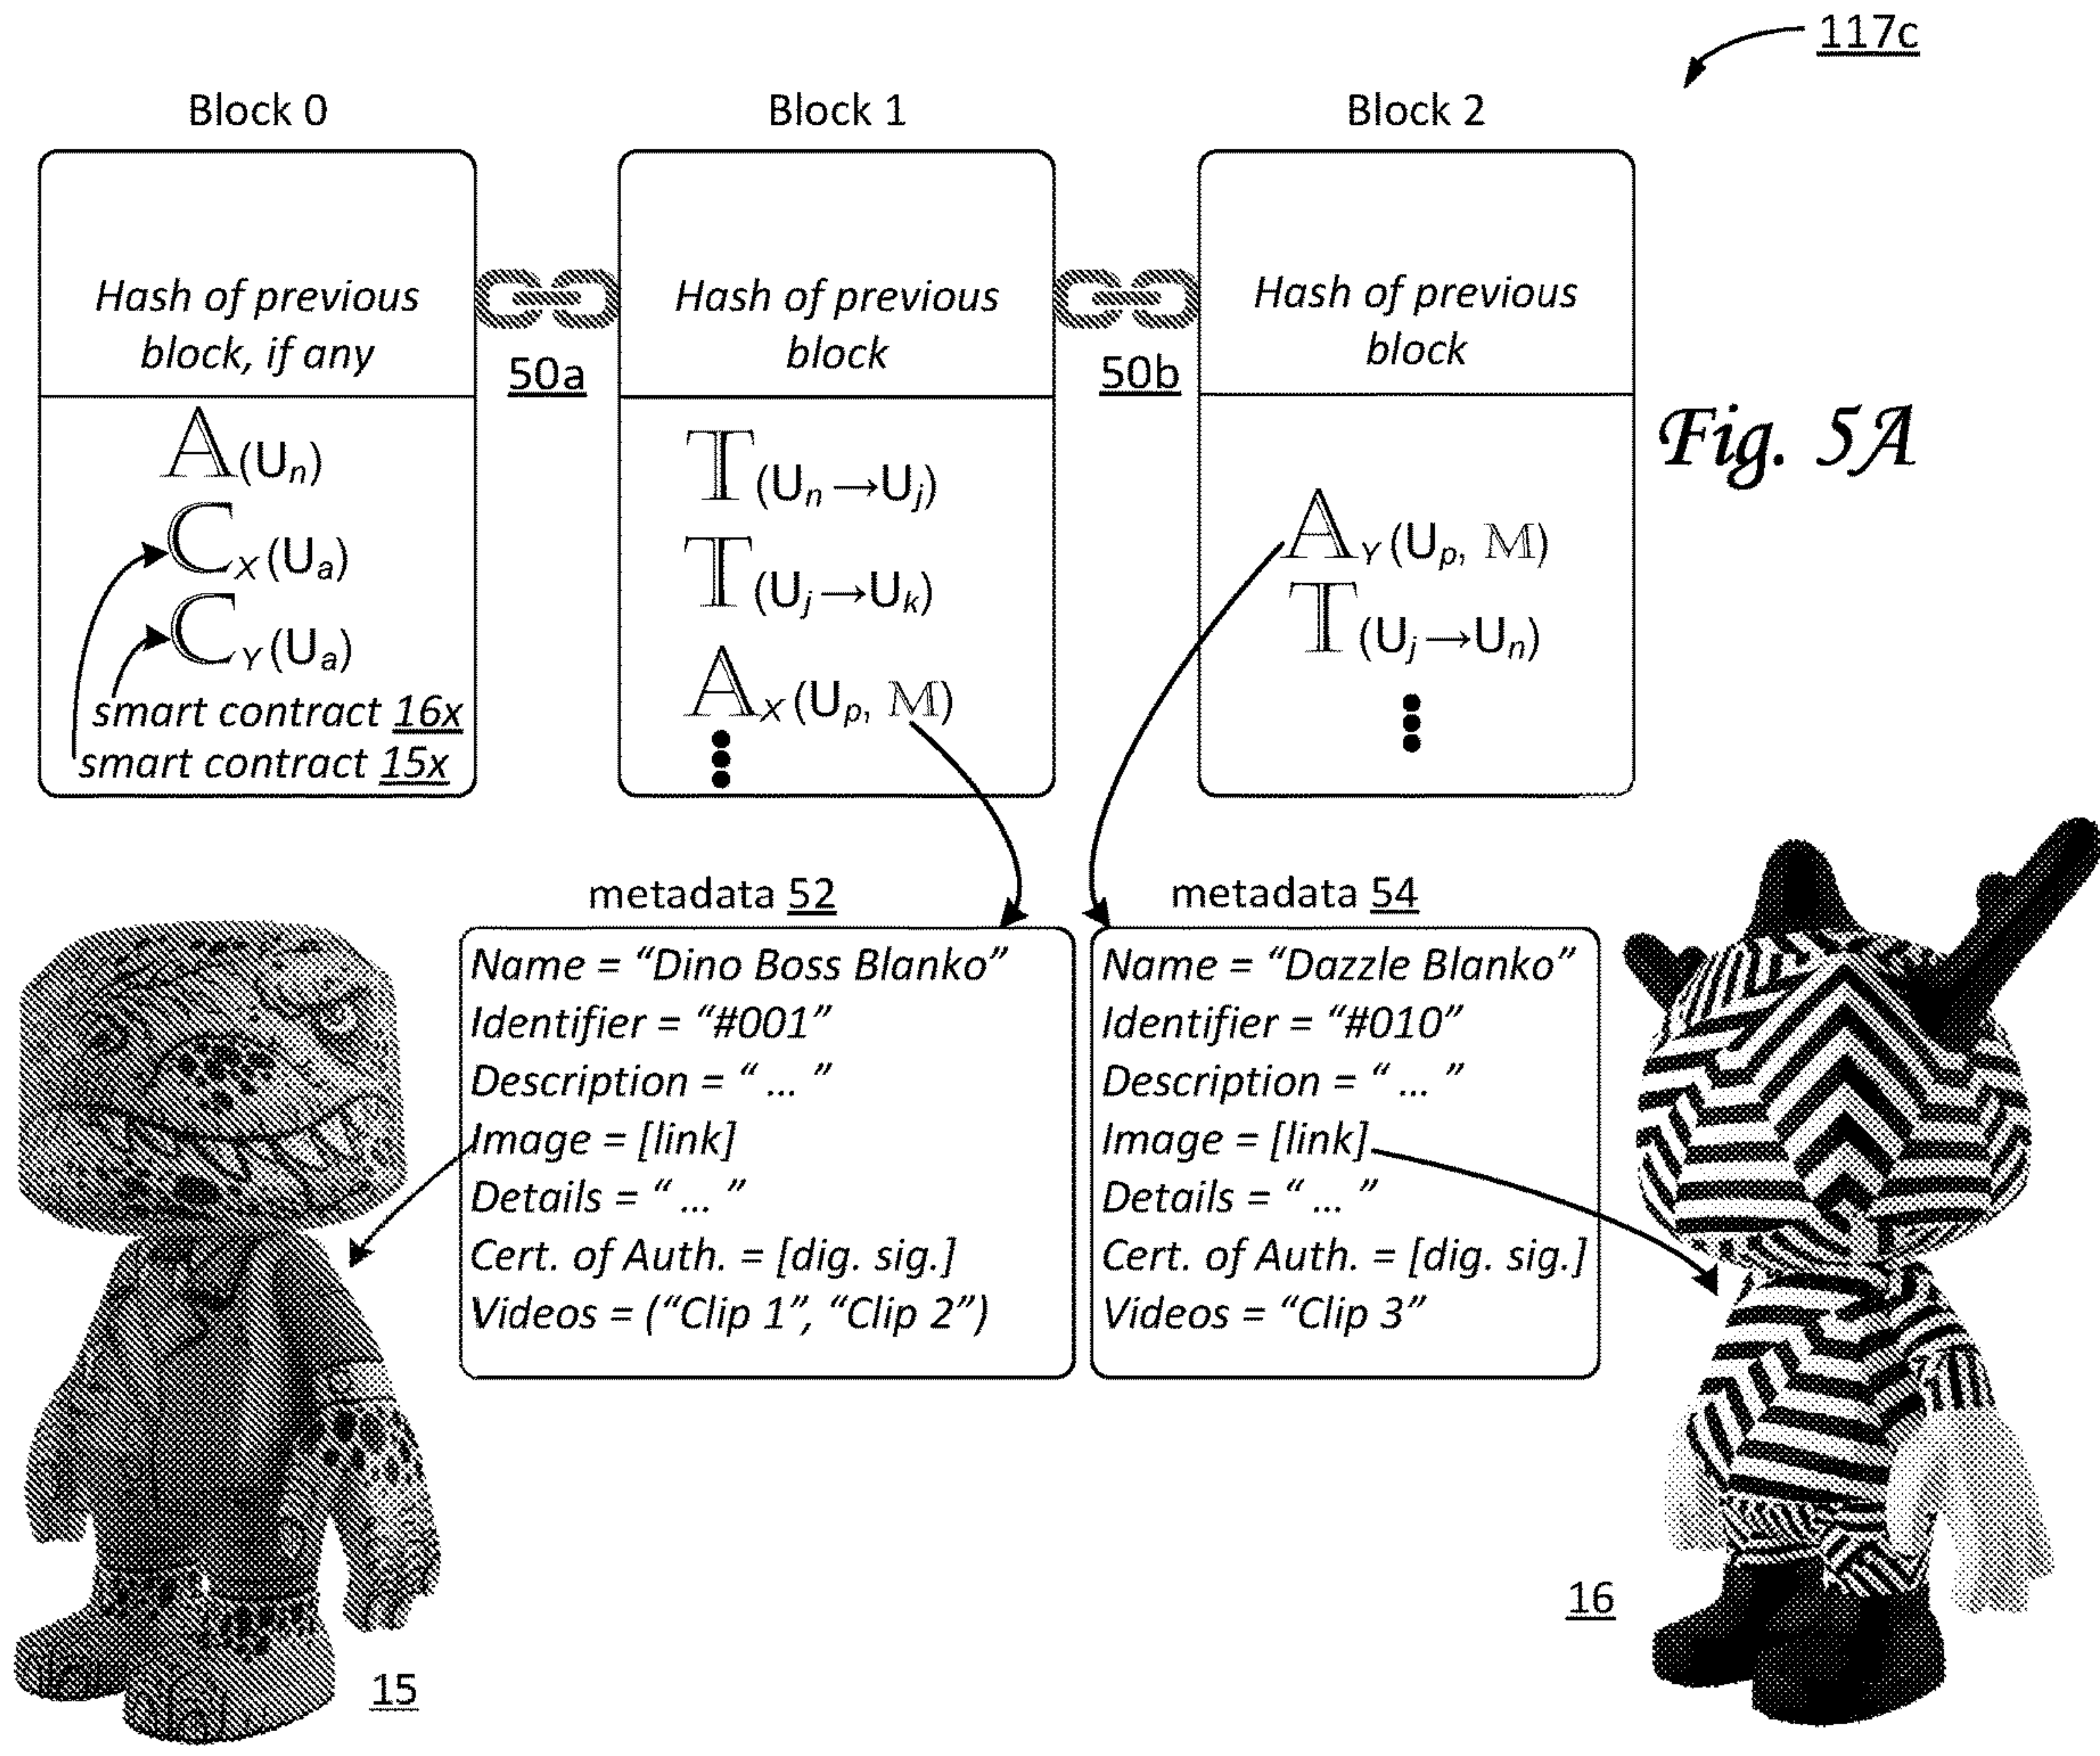 117c
Block 0
Hash of previous
block, if any
𝔸(Uₙ)
ℂX(Uₐ)
ℂY(Uₐ)
smart contract 16x
smart contract 15x
50a
Block 1
Hash of previous
block
𝕋(Uₙ→Uⱼ)
𝕋(Uⱼ→Uₖ)
𝔸X(Uₚ, 𝕄)
50b
Block 2
Hash of previous
block
𝔸Y(Uₚ, 𝕄)
𝕋(Uⱼ→Uₙ)
Fig. 5A
metadata 52
Name = “Dino Boss Blanko”
Identifier = “#001”
Description = “ ... ”
Image = [link]
Details = “ ... ”
Cert. of Auth. = [dig. sig.]
Videos = (“Clip 1”, “Clip 2”)
metadata 54
Name = “Dazzle Blanko”
Identifier = “#010”
Description = “ ... ”
Image = [link]
Details = “ ... ”
Cert. of Auth. = [dig. sig.]
Videos = “Clip 3”
15
16